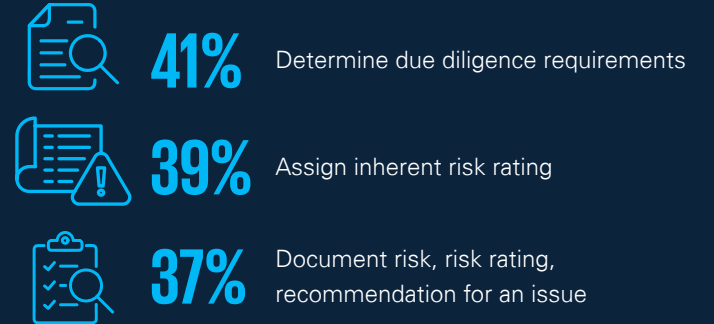 41%
Determine due diligence requirements
39%
Assign inherent risk rating
37%
Document risk, risk rating,
recommendation for an issue